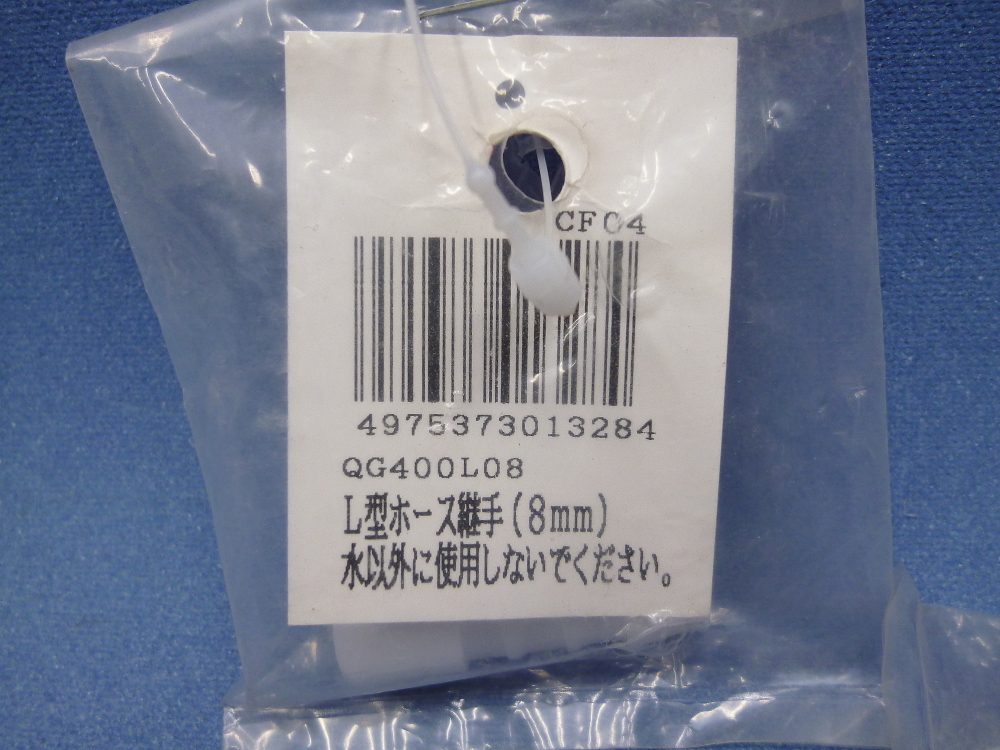 CF04
4975373013284
QG400L08
L型ホース継手(8mm)
水以外に使用しないでください。